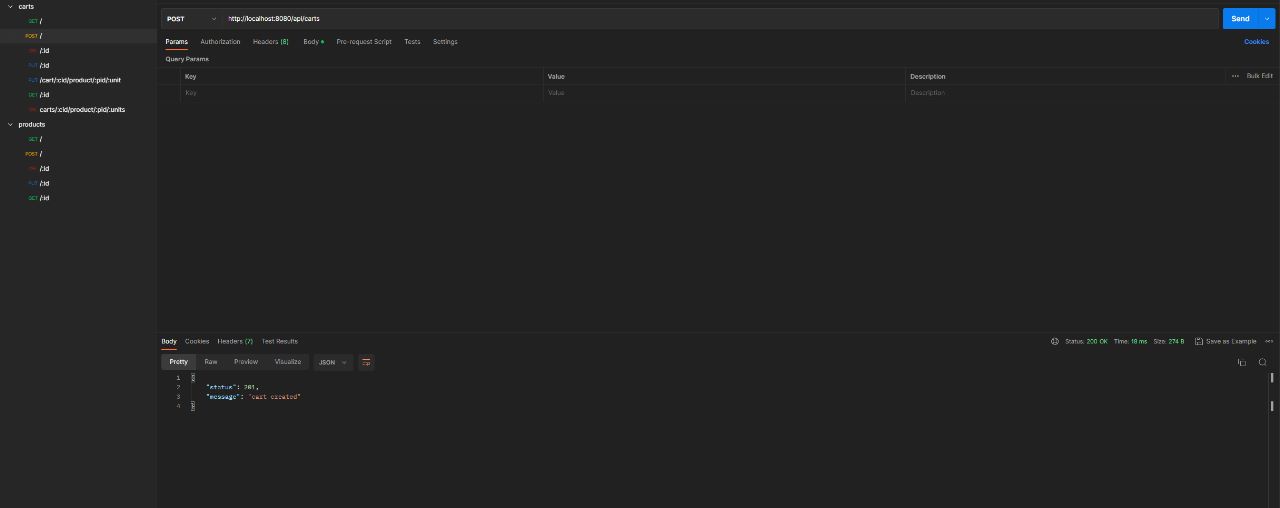 carts
GET /
POST /
DEL /:id
PUT /:id
PUT /cart/:cid/product/:pid/:unit
GET /:id
DEL carts/:cid/product/:pid/:units
products
GET /
POST /
DEL /:id
PUT /:id
GET /:id
POST http://localhost:8080/api/carts Send
Params Authorization Headers (8) Body Pre-request Script Tests Settings Cookies
Query Params
Key Value Description Bulk Edit
Key Value Description
Body Cookies Headers (7) Test Results Status: 200 OK Time: 18 ms Size: 274 B Save as Example
Pretty Raw Preview Visualize JSON
1 {
2 "status": 201,
3 "message": "cart created"
4 }